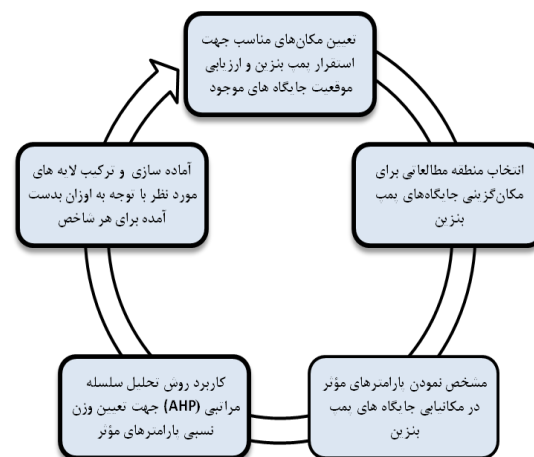 تعیین مکان‌های مناسب جهت
استقرار پمپ بنزین و ارزیابی
موقعیت جایگاه های موجود
انتخاب منطقه مطالعاتی برای
مکان‌گزینی جایگاه‌های پمپ
بنزین
مشخص نمودن پارامترهای مؤثر
در مکانیابی جایگاه های پمپ
بنزین
کاربرد روش تحلیل سلسله
مراتبی (AHP) جهت تعیین وزن
نسبی پارامترهای مؤثر
آماده سازی و ترکیب لایه های
مورد نظر با توجه به اوزان بدست
آمده برای هر شاخص